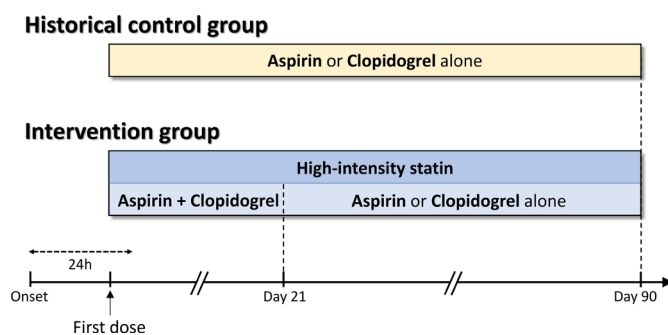 Historical control group
Aspirin or Clopidogrel alone
Intervention group
High-intensity statin
Aspirin + Clopidogrel
Aspirin or Clopidogrel alone
24h
Onset
Day 21
Day 90
First dose